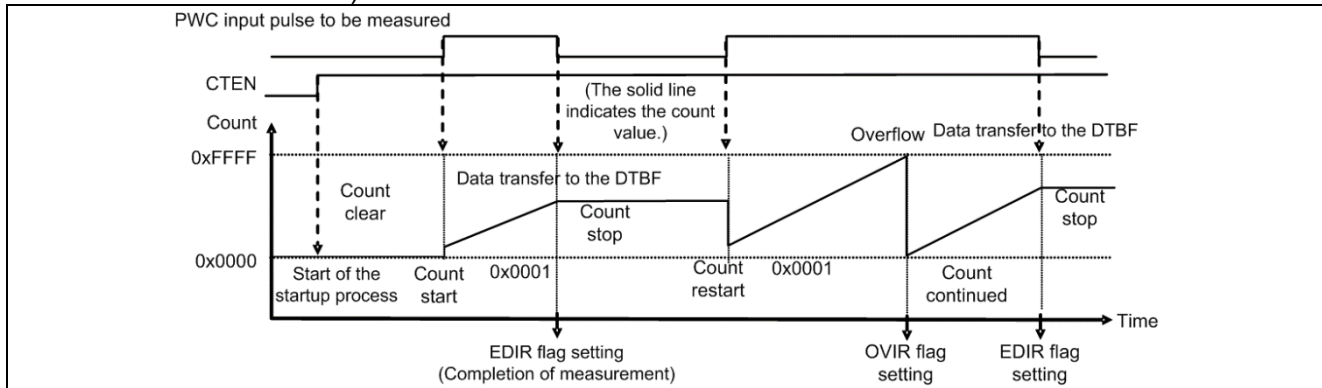 PWC input pulse to be measured
CTEN
(The solid line
indicates the count
value.)
Count
Overflow Data transfer to the DTBF
0xFFFF
Count
clear
Data transfer to the DTBF
Count
stop
Count
stop
0x0000
Start of the
startup process
Count
start
0x0001
Count
restart
0x0001
Count
continued
Time
EDIR flag setting
(Completion of measurement)
OVIR flag
setting
EDIR flag
setting